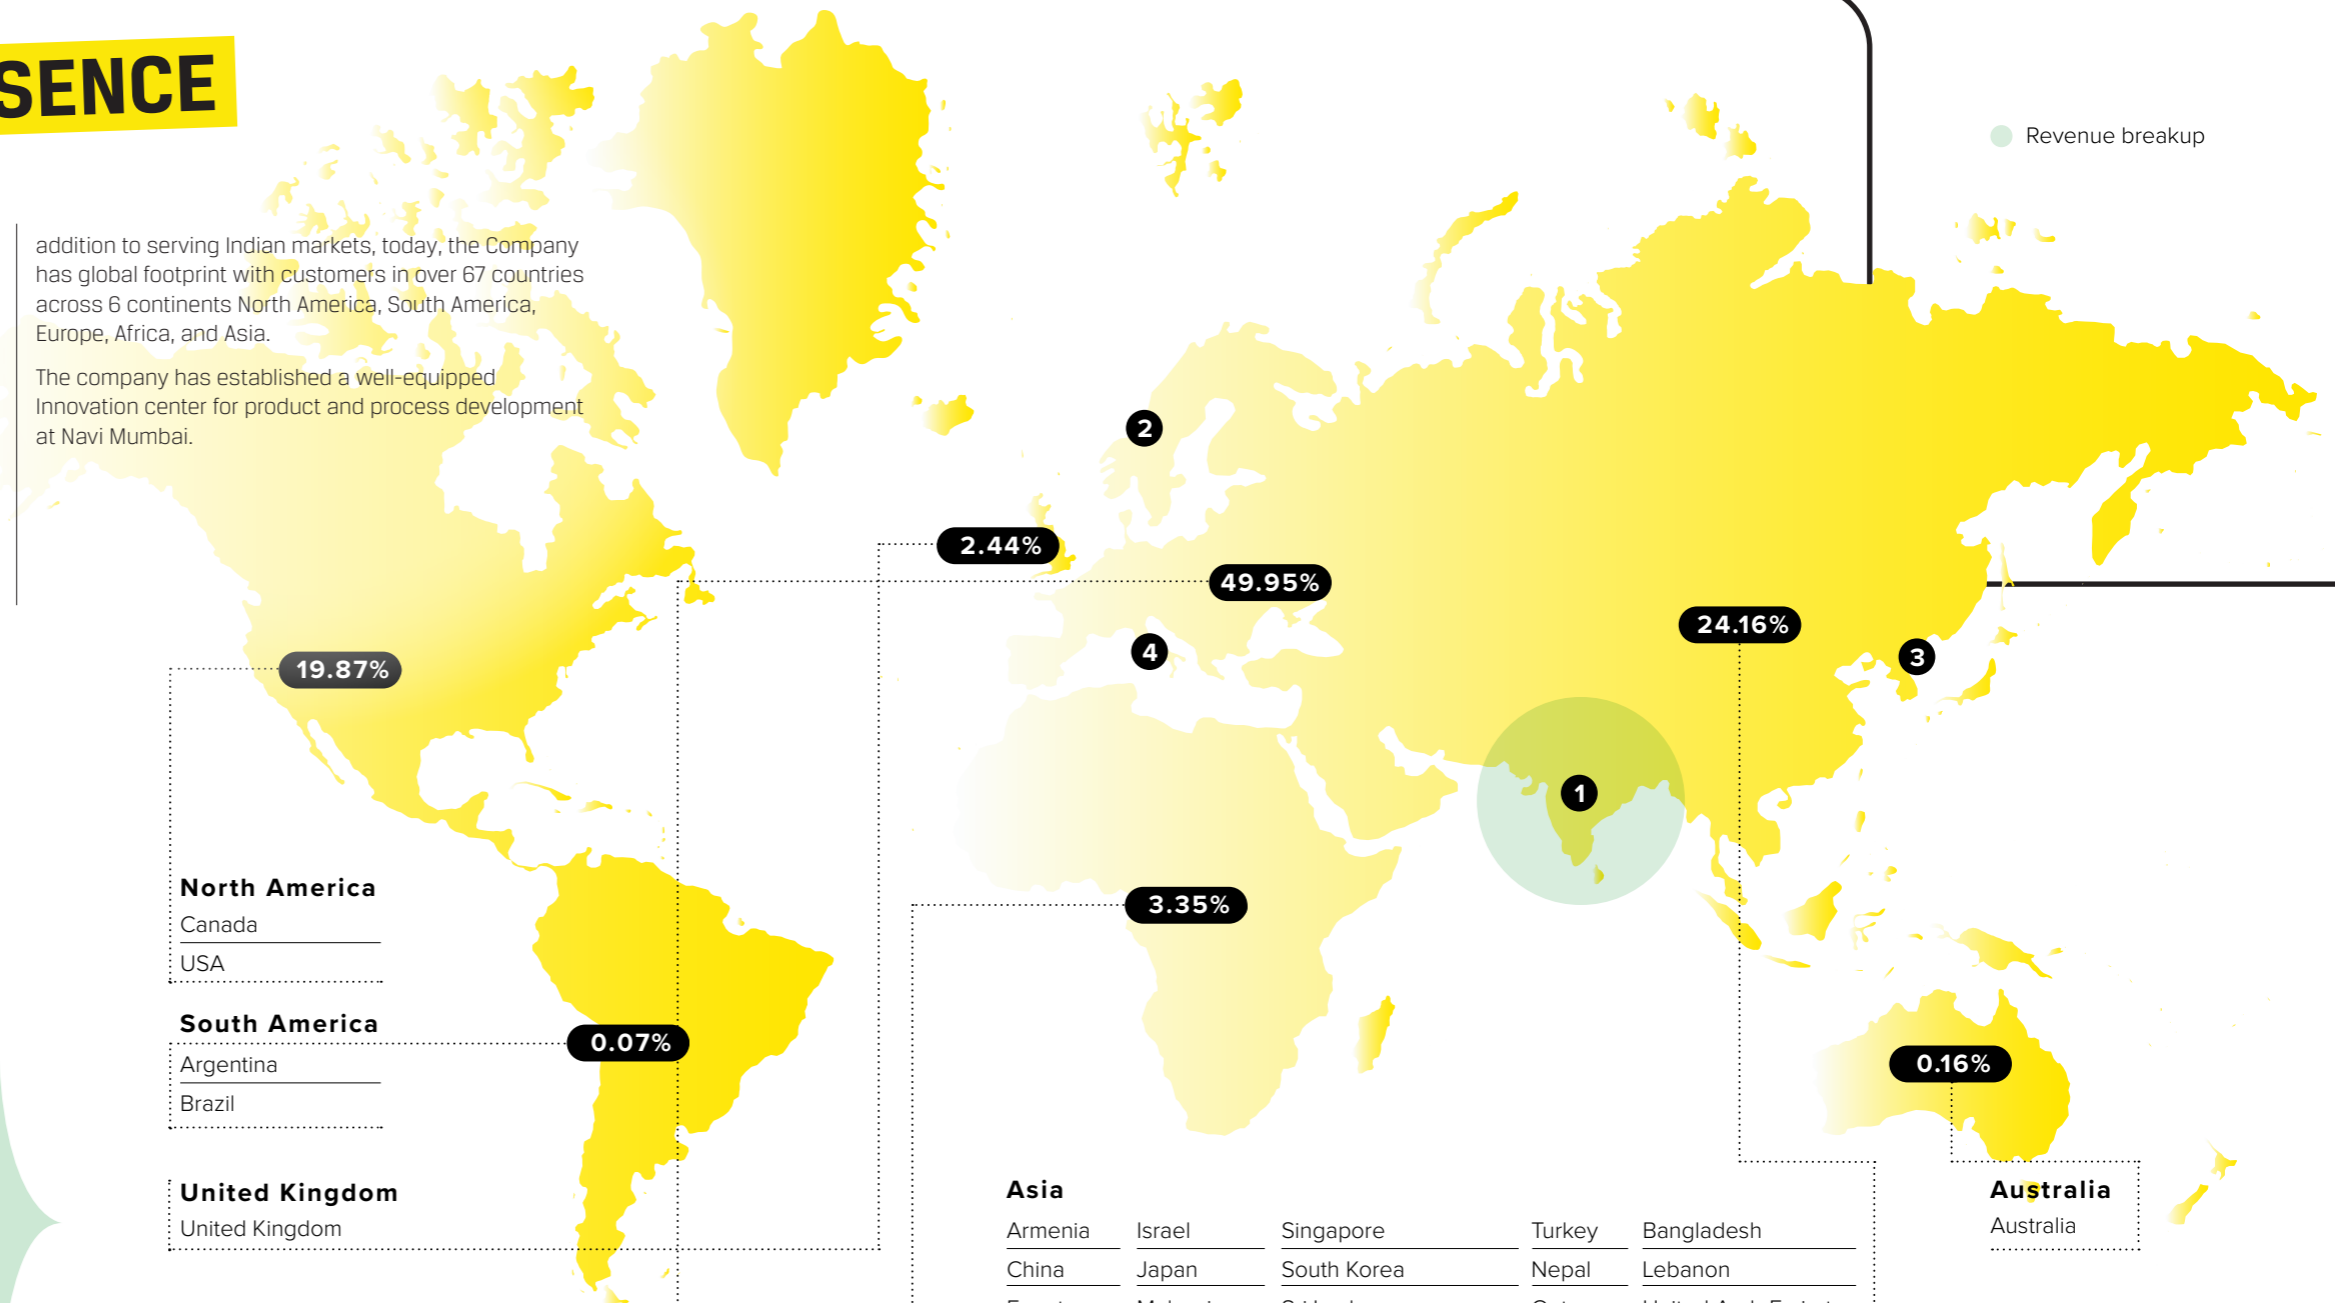 SENCE
addition to serving Indian markets, today, the Company
has global footprint with customers in over 67 countries
across 6 continents North America, South America,
Europe, Africa, and Asia.
The company has established a well-equipped
Innovation center for product and process development
at Navi Mumbai.
Revenue breakup
2
2.44%
49.95%
24.16%
4
3
19.87%
1
3.35%
0.07%
0.16%
North America
Canada
USA
South America
Argentina
Brazil
United Kingdom
United Kingdom
Asia
Armenia Israel Singapore Turkey Bangladesh
China Japan South Korea Nepal Lebanon
Australia
Australia